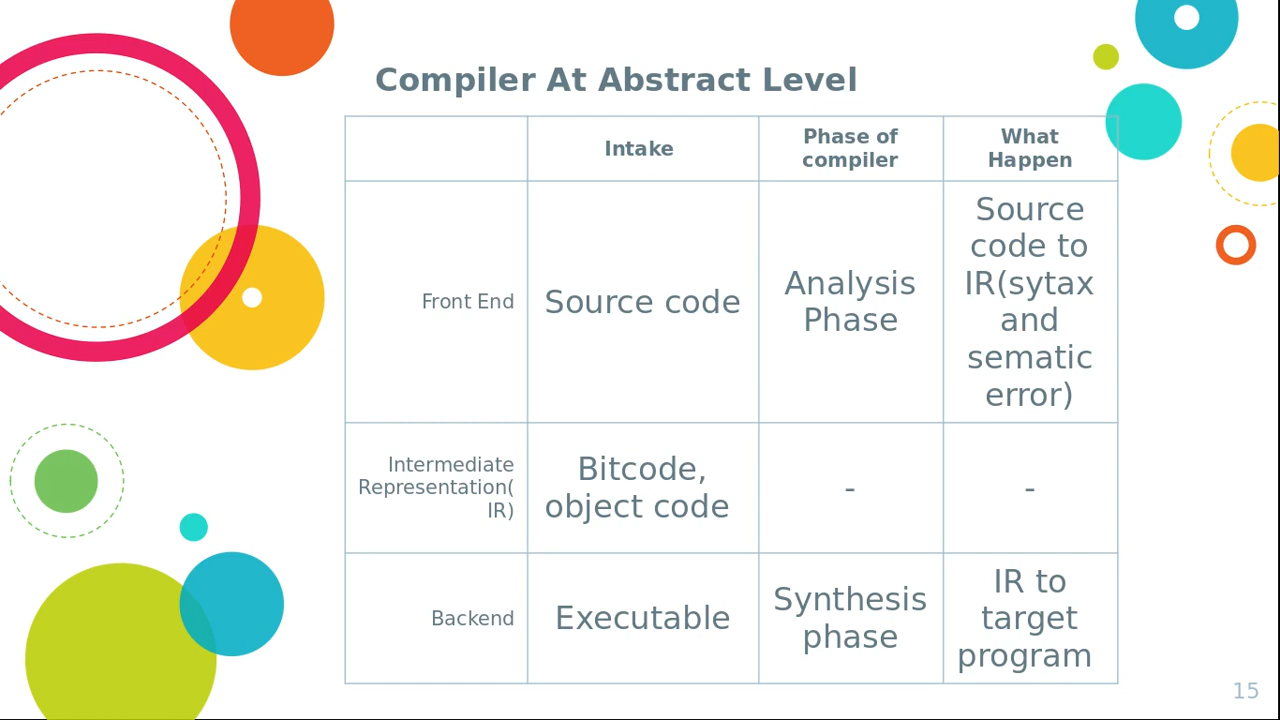 Compiler At Abstract Level
Intake
Phase of
compiler
What
Happen
Front End
Source code
Analysis
Phase
Source
code to
IR(sytax
and
sematic
error)
Intermediate
Representation(
IR)
Bitcode,
object code
-
-
Backend
Executable
Synthesis
phase
IR to
target
program
15